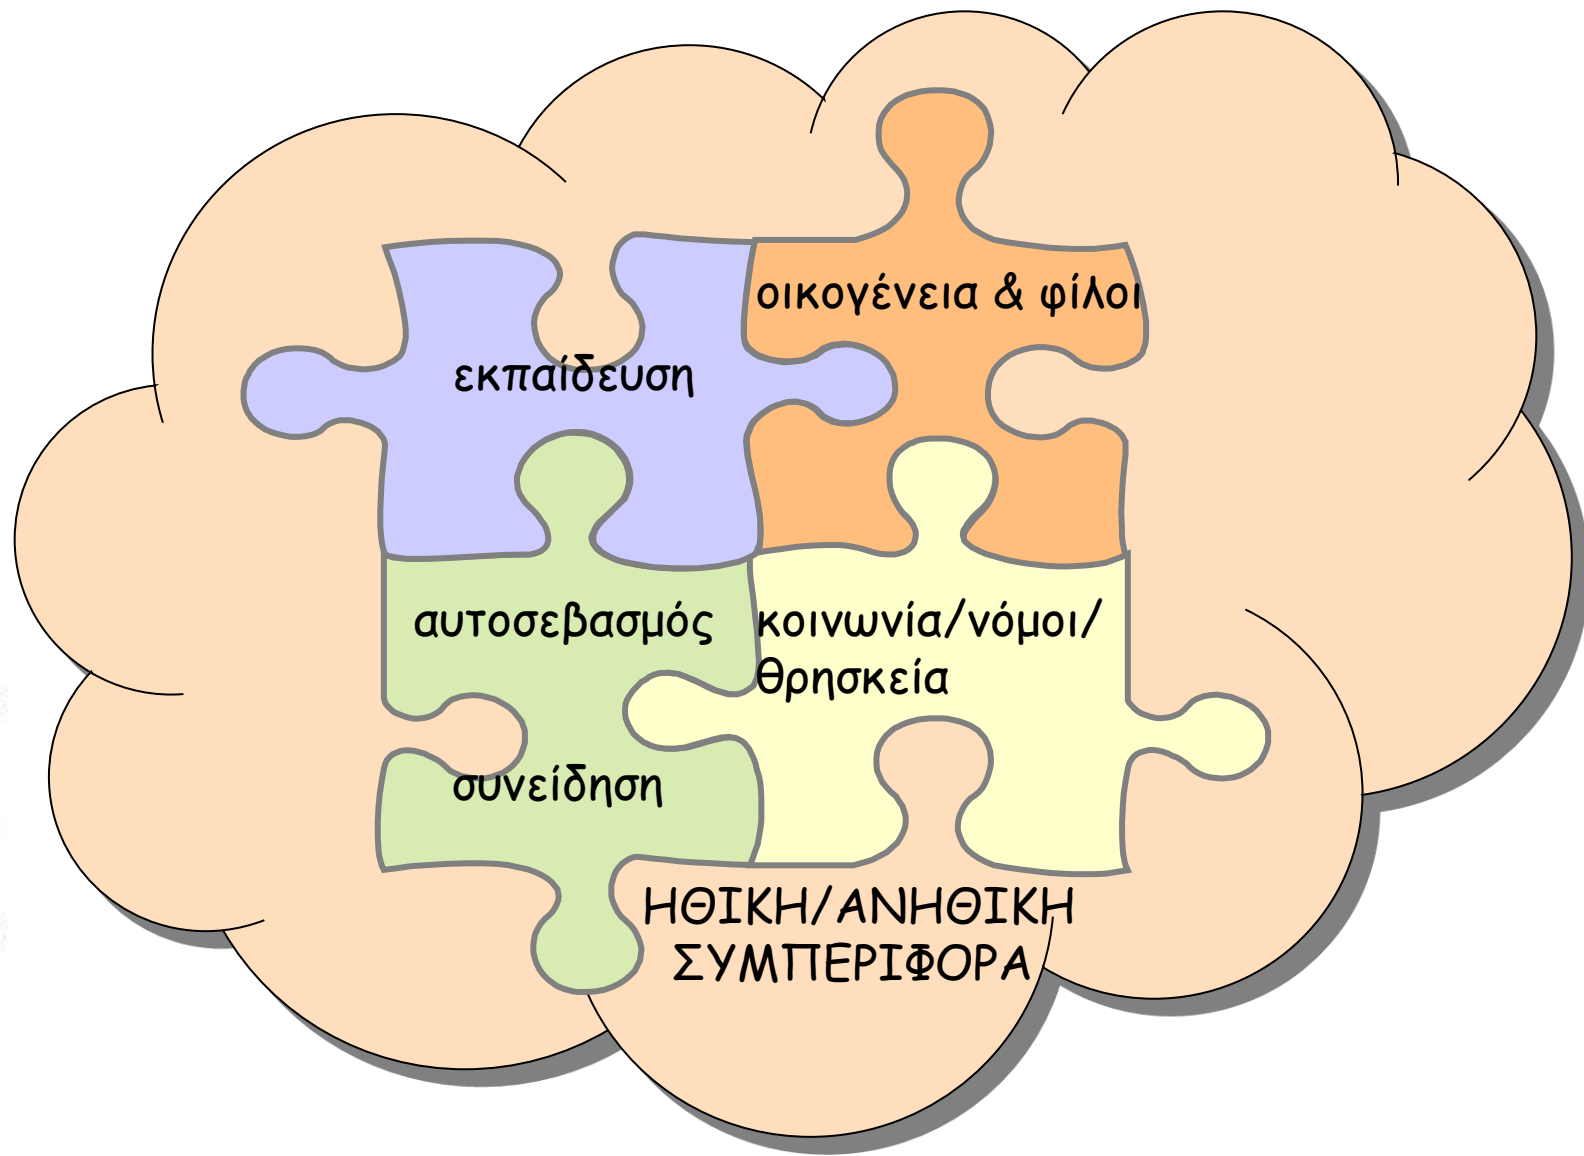 οικογένεια & φίλοι
εκπαίδευση
αυτοσεβασμός
συνείδηση
κοινωνία/νόμοι/
θρησκεία
ΗΘΙΚΗ/ΑΝΗΘΙΚΗ
ΣΥΜΠΕΡΙΦΟΡΑ